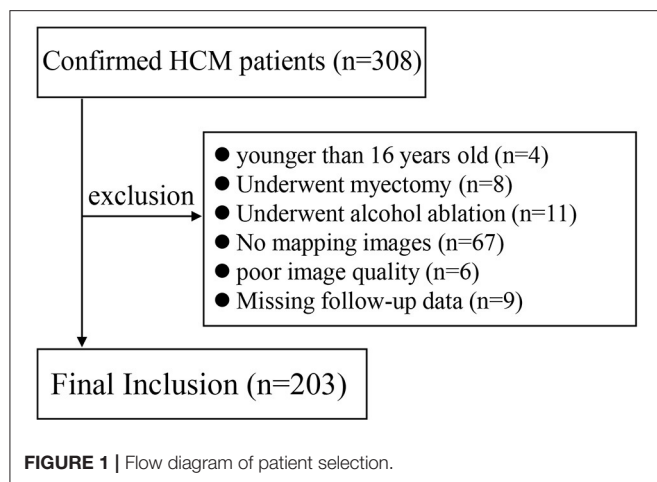 Confirmed HCM patients (n=308)
exclusion
● younger than 16 years old (n=4)
● Underwent myectomy (n=8)
● Underwent alcohol ablation (n=11)
● No mapping images (n=67)
● poor image quality (n=6)
● Missing follow-up data (n=9)
Final Inclusion (n=203)
FIGURE 1 | Flow diagram of patient selection.